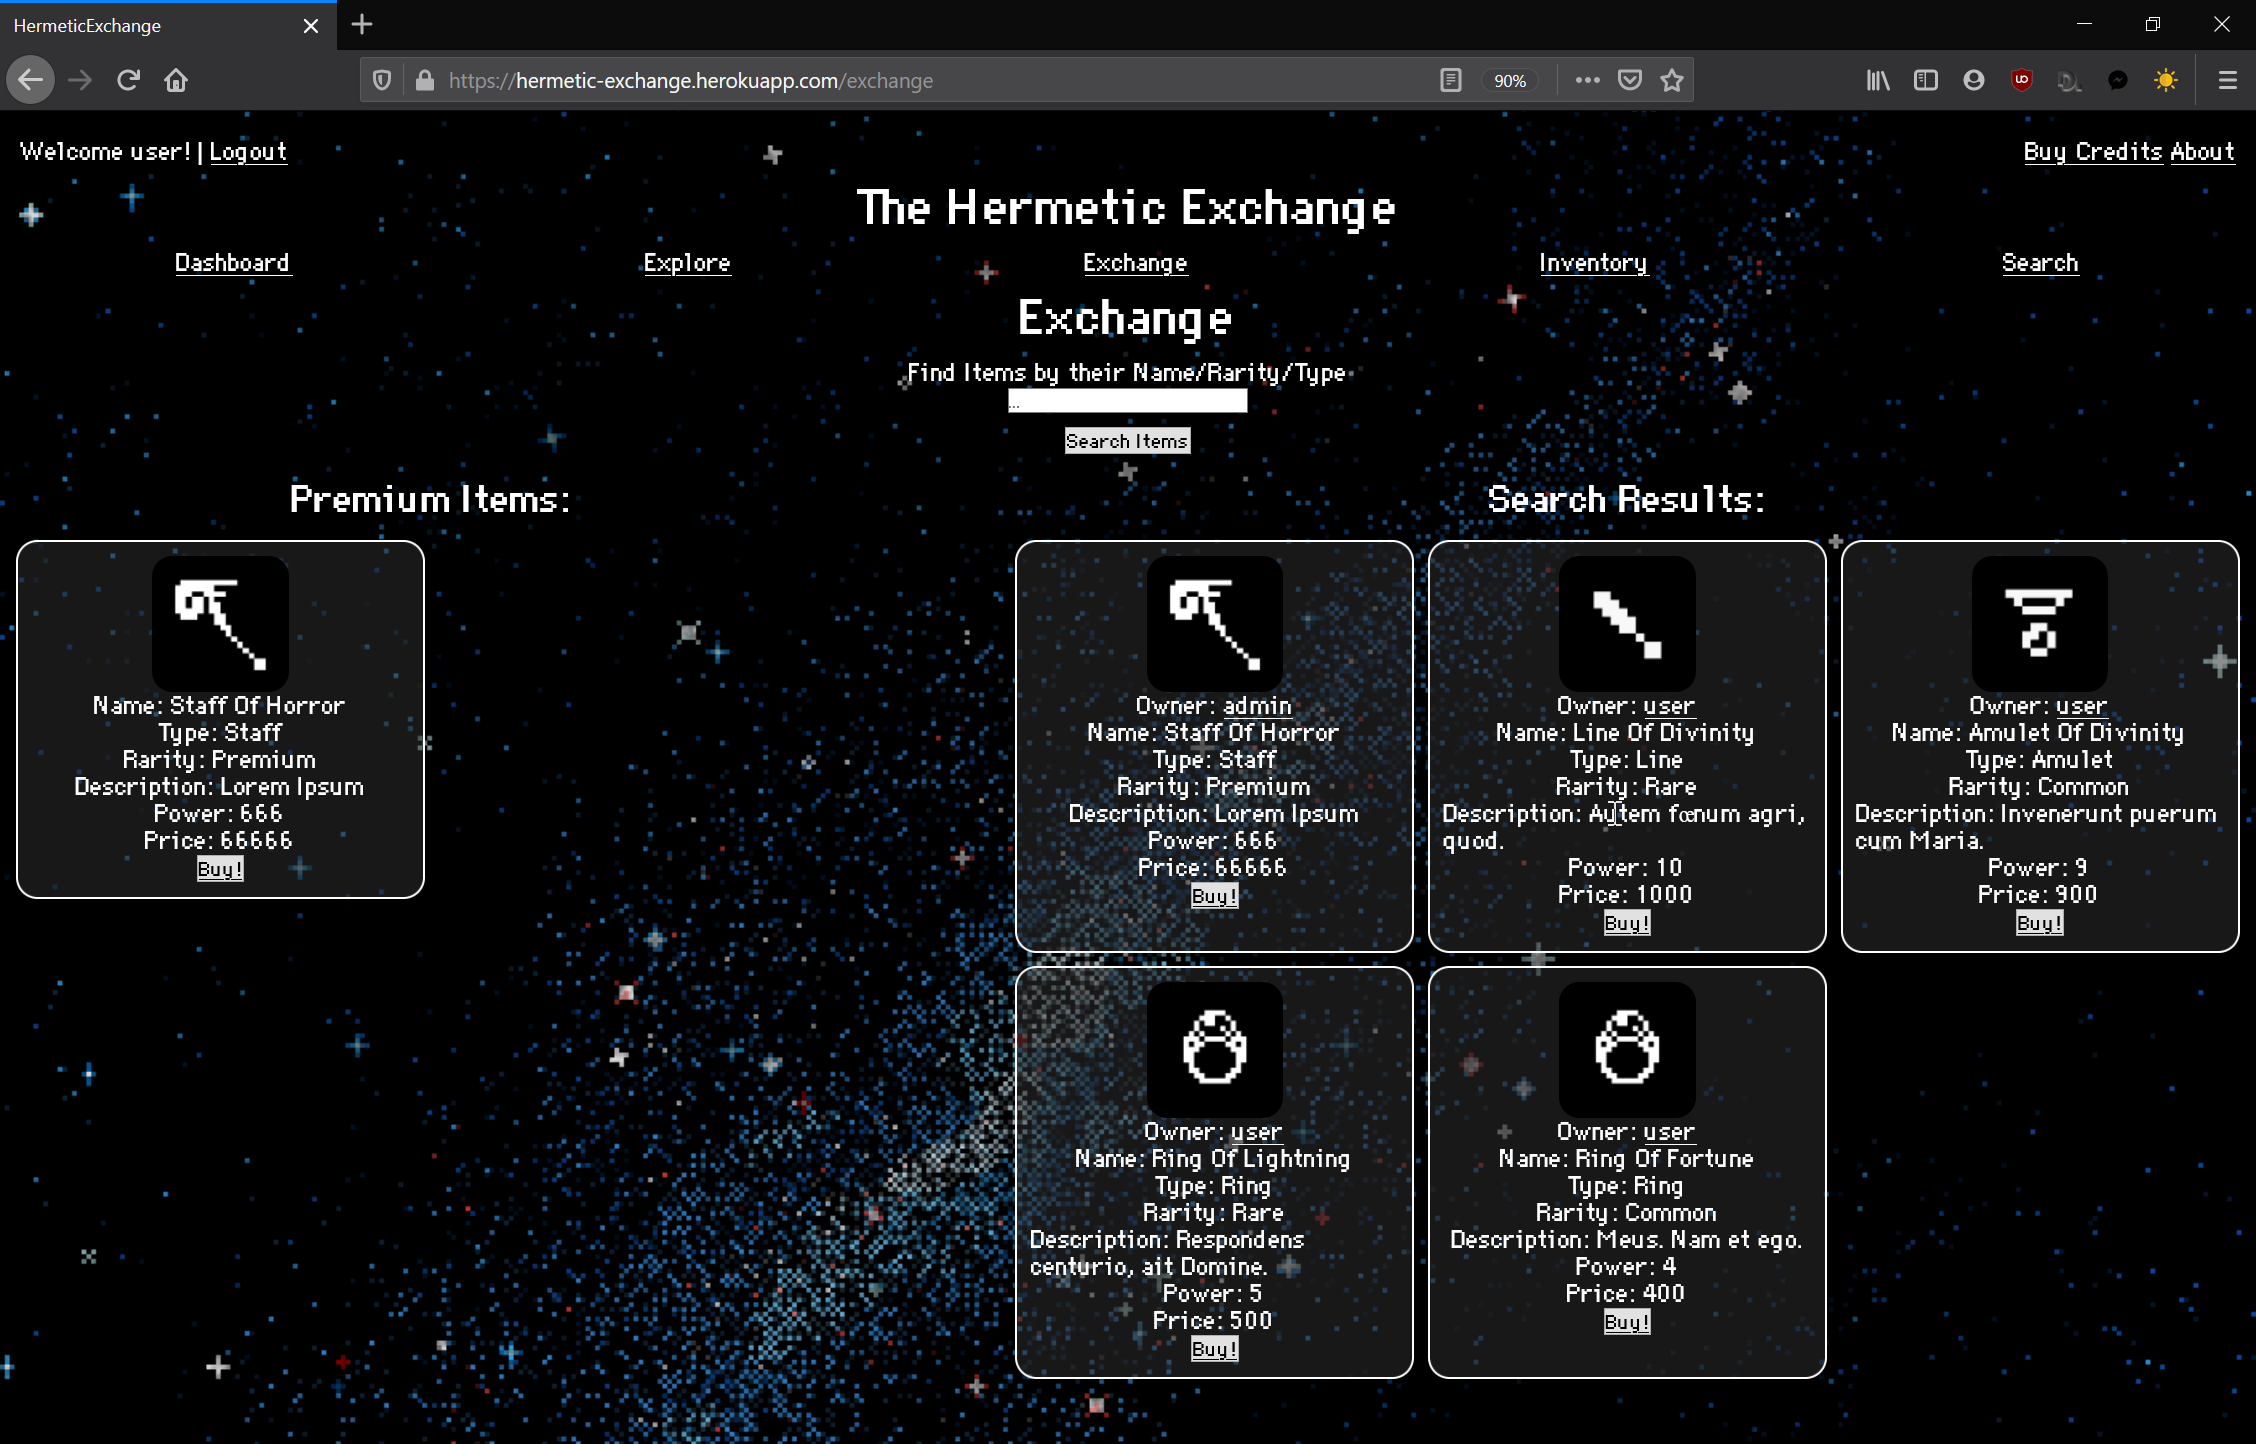 HermeticExchange
https://hermetic-exchange.herokuapp.com/exchange
90%
Welcome user! | Logout
Buy Credits About
The Hermetic Exchange
Dashboard
Explore
Exchange
Inventory
Search
Exchange
Find Items by their Name/Rarity/Type
...
Search Items
Premium Items:
Name: Staff Of Horror
Type: Staff
Rarity: Premium
Description: Lorem Ipsum
Power: 666
Price: 66666
Buy!
Search Results:
Owner: admin
Name: Staff Of Horror
Type: Staff
Rarity: Premium
Description: Lorem Ipsum
Power: 666
Price: 66666
Buy!
Owner: user
Name: Line Of Divinity
Type: Line
Rarity: Rare
Description: Autem fœnum agri,
quod.
Power: 10
Price: 1000
Buy!
Owner: user
Name: Amulet Of Divinity
Type: Amulet
Rarity: Common
Description: Invenerunt puerum
cum Maria.
Power: 9
Price: 900
Buy!
Owner: user
Name: Ring Of Lightning
Type: Ring
Rarity: Rare
Description: Respondens
centurio, ait Domine.
Power: 5
Price: 500
Buy!
Owner: user
Name: Ring Of Fortune
Type: Ring
Rarity: Common
Description: Meus. Nam et ego.
Power: 4
Price: 400
Buy!